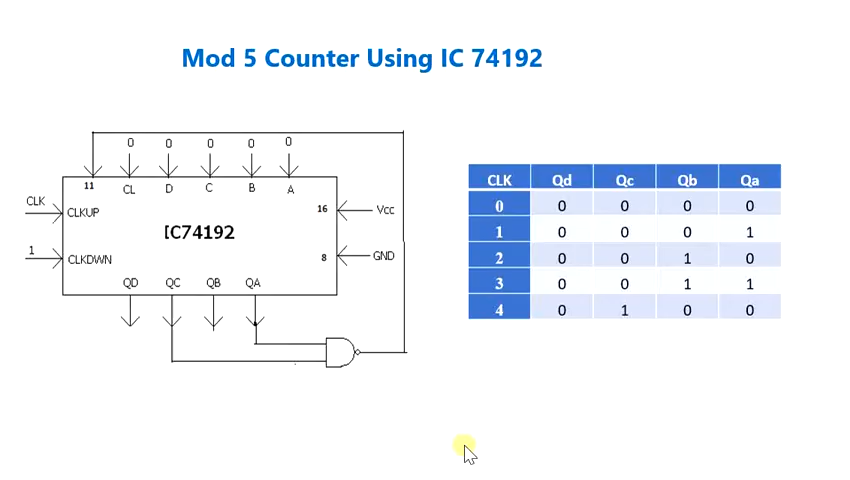 Mod 5 Counter Using IC 74192
0 0 0 0 0
11 CL D C B A
CLK
CLKUP
16
Vcc
IC74192
1
CLKDWN
8
GND
QD QC QB QA
CLK Qd Qc Qb Qa
0 0 0 0 0
1 0 0 0 1
2 0 0 1 0
3 0 0 1 1
4 0 1 0 0